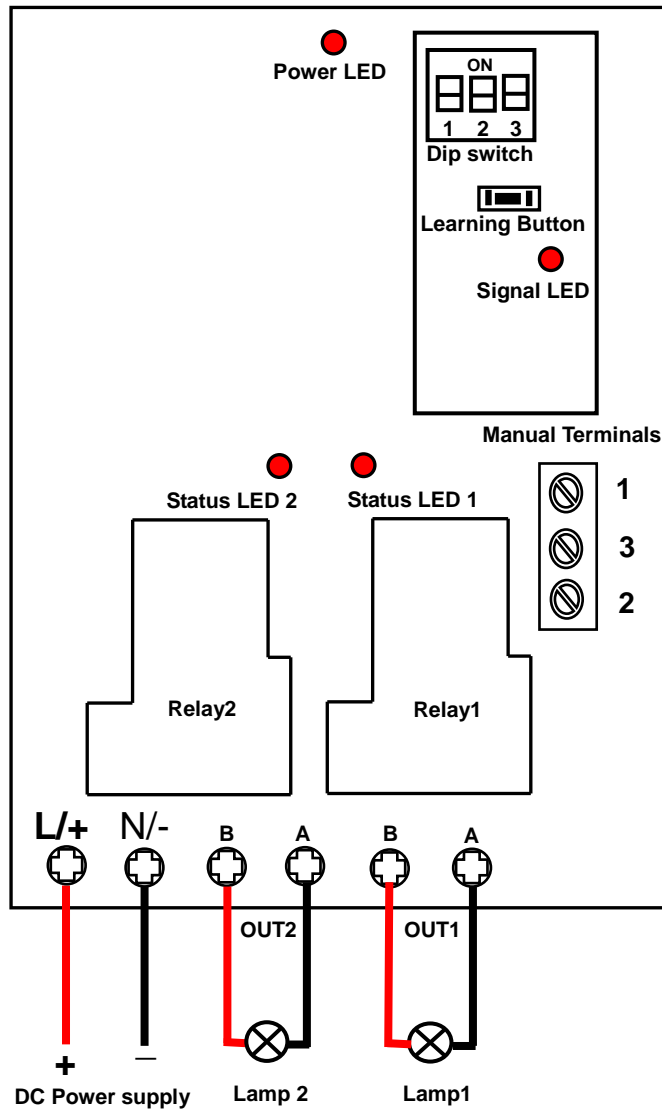 Power LED
ON
1 2 3
Dip switch
Learning Button
Signal LED
Manual Terminals
1
3
2
Status LED 2
Status LED 1
Relay2
Relay1
L/+ N/- B A B A
OUT2 OUT1
+ −
DC Power supply Lamp 2 Lamp1